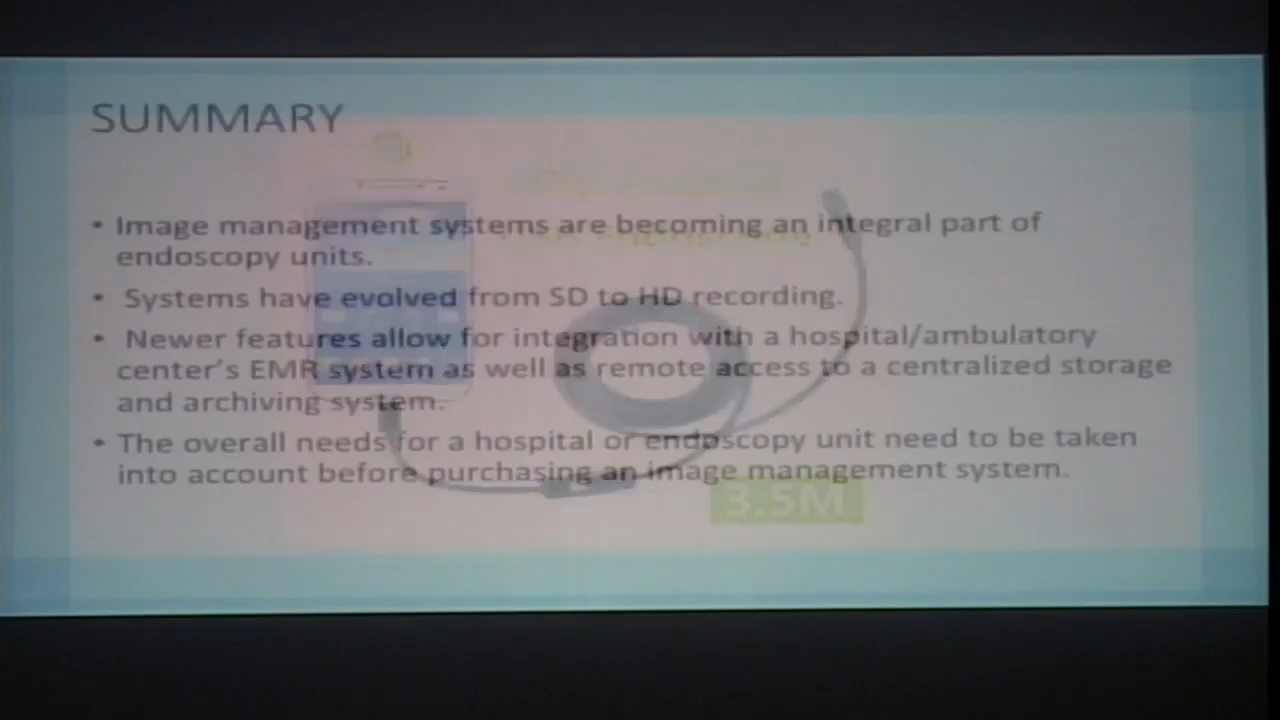 SUMMARY
• Image management systems are becoming an integral part of
endoscopy units.
• Systems have evolved from SD to HD recording.
• Newer features allow for integration with a hospital/ambulatory
center's EMR system as well as remote access to a centralized storage
and archiving system.
• The overall needs for a hospital or endoscopy unit need to be taken
into account before purchasing an image management system.
3.5M